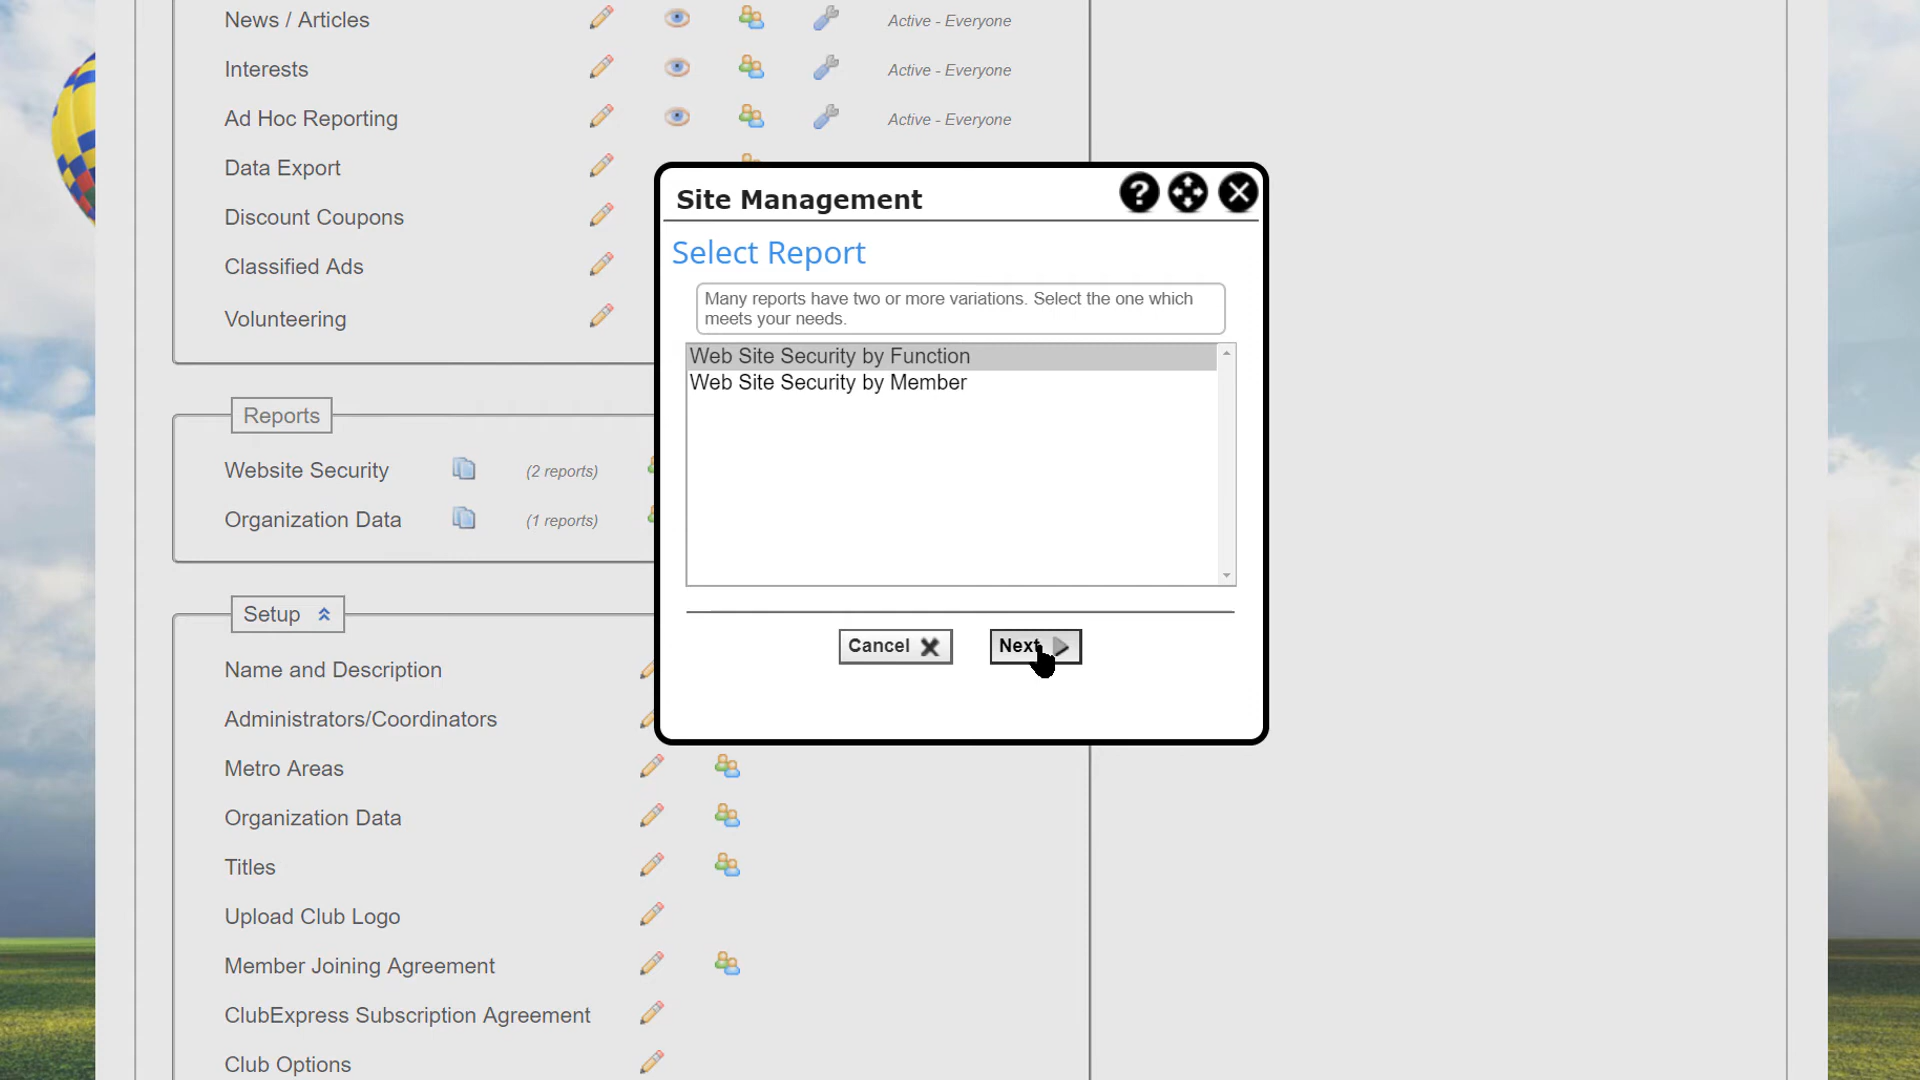 News / Articles
Active - Everyone
Interests
Active - Everyone
Ad Hoc Reporting
Active - Everyone
Data Export
Discount Coupons
Classified Ads
Volunteering
Reports
Website Security
(2 reports)
Organization Data
(1 reports)
Setup
Name and Description
Administrators/Coordinators
Metro Areas
Organization Data
Titles
Upload Club Logo
Member Joining Agreement
ClubExpress Subscription Agreement
Club Options
Site Management
Select Report
Many reports have two or more variations. Select the one which
meets your needs.
Web Site Security by Function
Web Site Security by Member
Cancel
Next